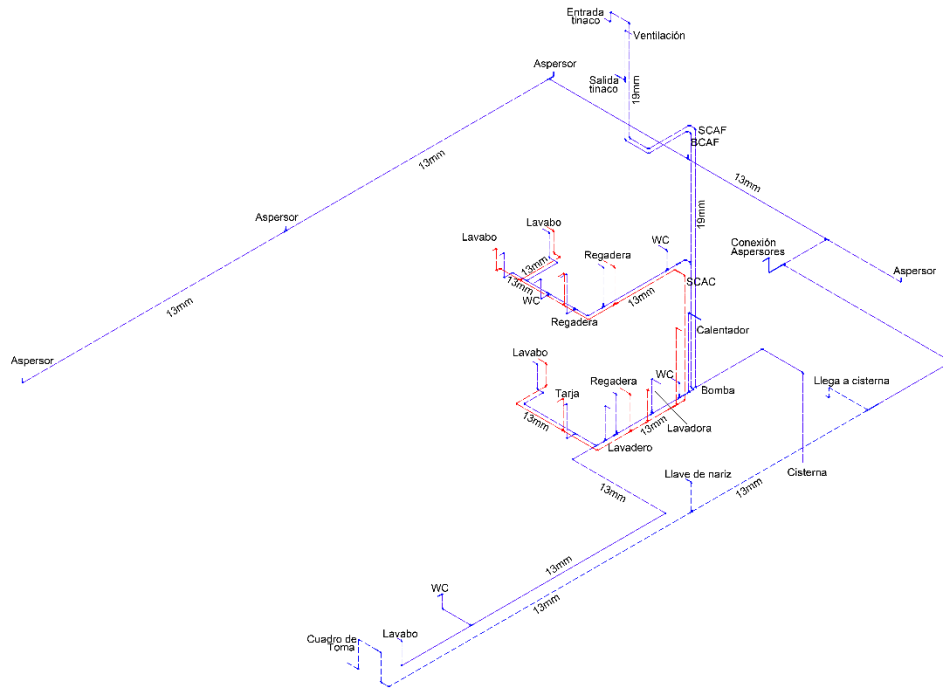 Entrada
tinaco
Ventilación
Aspersor
Salida
tinaco
19mm
SCAF
SCAF
13mm
13mm
19mm
Aspersor
Lavabo
Lavabo
Regadera
WC
Conexión
Aspersores
Aspersor
13mm
13mm
WC
13mm
SCAC
Regadera
13mm
Calentador
Aspersor
Lavabo
Tarja
Regadera
WC
Bomba
Llega a cisterna
13mm
Lavadero
13mm
Lavadora
Cisterna
Llave de nariz
13mm
13mm
13mm
13mm
WC
Cuadro de
Toma
Lavabo